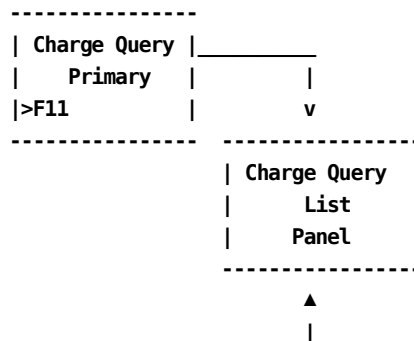 Charge Query
Primary
>F11
Charge Query
List
Panel